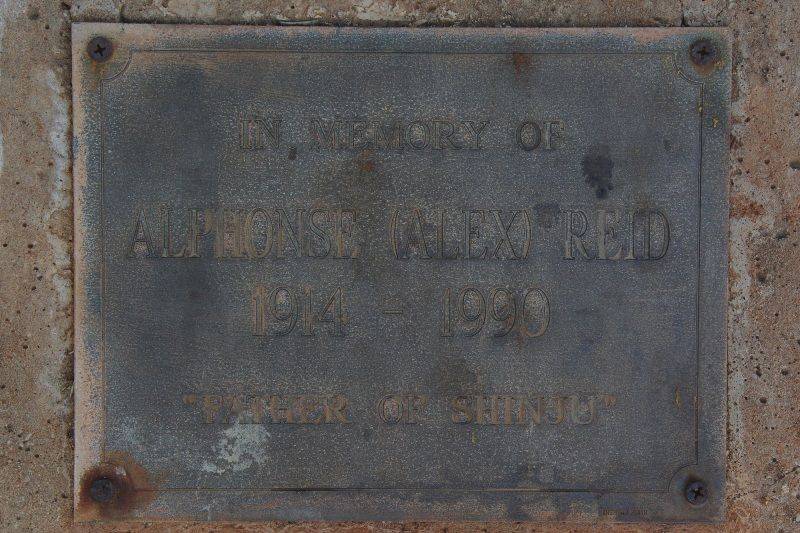 IN MEMORY OF
ALPHONSE (ALEX) REID
1914 - 1990
"FATHER OF SHINJU"